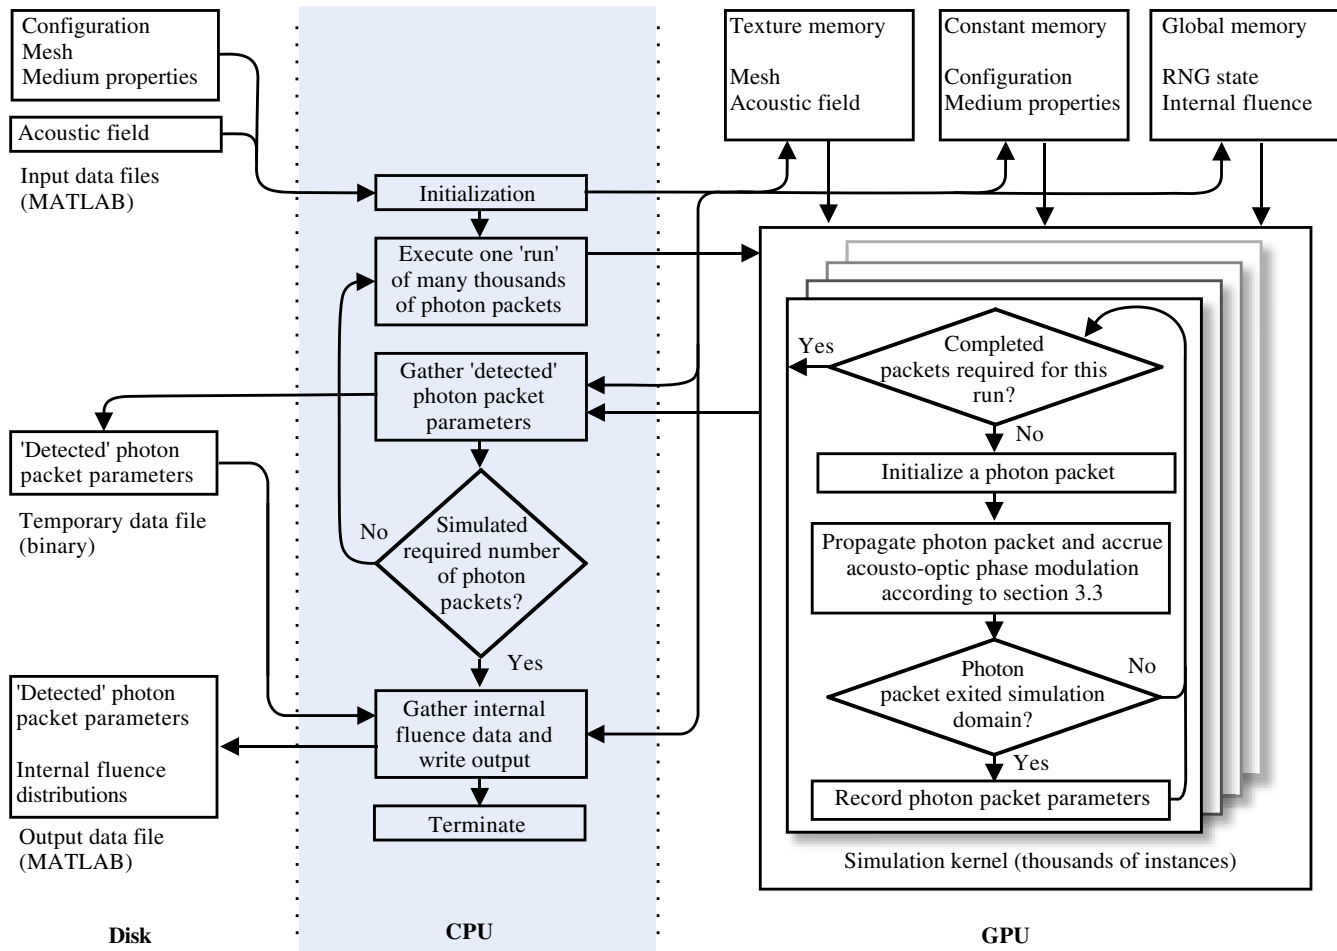 Configuration
Mesh
Medium properties
Acoustic field
Input data files
(MATLAB)
'Detected' photon
packet parameters
Temporary data file
(binary)
'Detected' photon
packet parameters
Internal fluence
distributions
Output data file
(MATLAB)
Disk
Initialization
Execute one 'run'
of many thousands
of photon packets
Gather 'detected'
photon packet
parameters
No
Simulated
required number
of photon
packets?
Yes
Gather internal
fluence data and
write output
Terminate
CPU
Texture memory
Mesh
Acoustic field
Constant memory
Configuration
Medium properties
Global memory
RNG state
Internal fluence
Yes
Completed
packets required for this
run?
No
Initialize a photon packet
Propagate photon packet and accrue
acousto-optic phase modulation
according to section 3.3
Photon
packet exited simulation
domain?
No
Yes
Record photon packet parameters
Simulation kernel (thousands of instances)
GPU